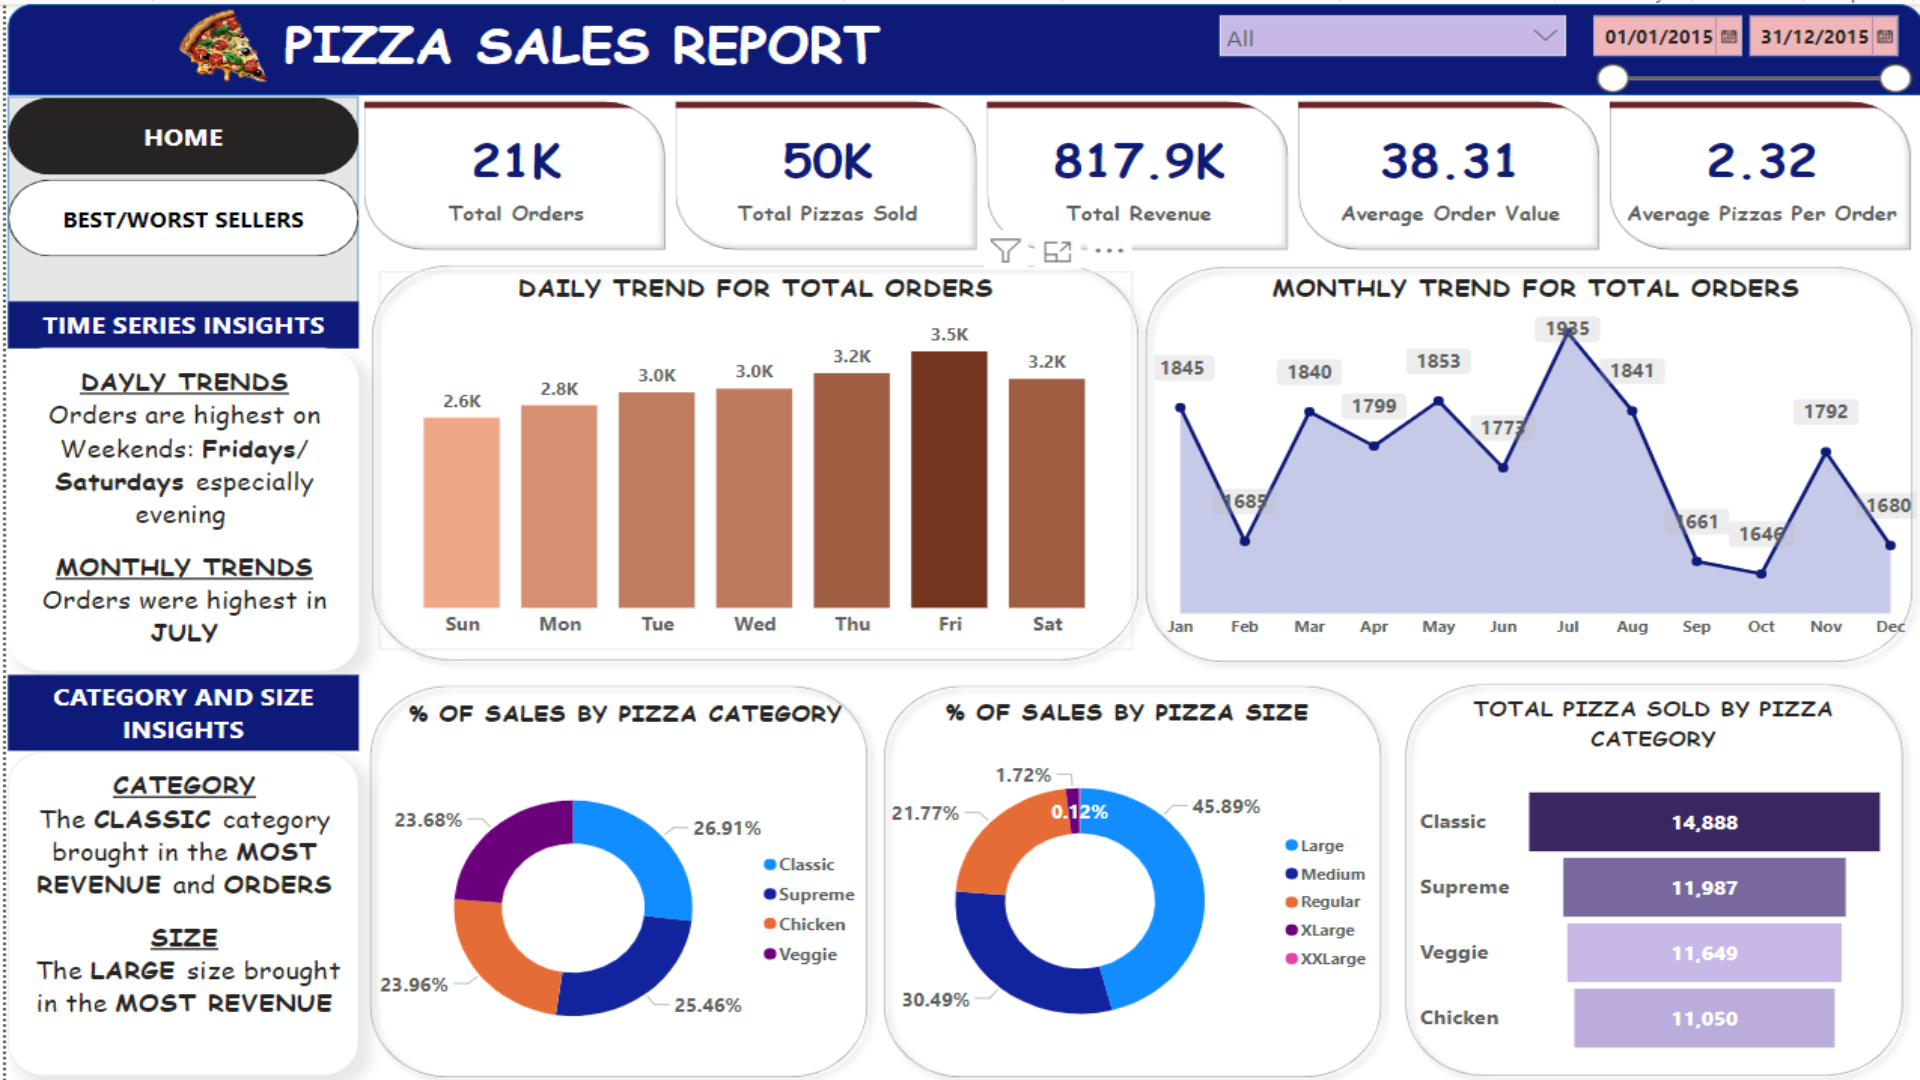 PIZZA SALES REPORT
All
01/01/2015
31/12/2015
HOME
BEST/WORST SELLERS
21K
Total Orders
50K
Total Pizzas Sold
817.9K
Total Revenue
38.31
Average Order Value
2.32
Average Pizzas Per Order
TIME SERIES INSIGHTS
DAYLY TRENDS
Orders are highest on
Weekends: Fridays/
Saturdays especially
evening
MONTHLY TRENDS
Orders were highest in
JULY
DAILY TREND FOR TOTAL ORDERS
2.6K
2.8K
3.0K
3.0K
3.2K
3.5K
3.2K
Sun
Mon
Tue
Wed
Thu
Fri
Sat
MONTHLY TREND FOR TOTAL ORDERS
1845
1685
1840
1799
1853
1773
1935
1841
1661
1646
1792
1680
Jan
Feb
Mar
Apr
May
Jun
Jul
Aug
Sep
Oct
Nov
Dec
CATEGORY AND SIZE
INSIGHTS
CATEGORY
The CLASSIC category
brought in the MOST
REVENUE and ORDERS
SIZE
The LARGE size brought
in the MOST REVENUE
% OF SALES BY PIZZA CATEGORY
23.68%
26.91%
23.96%
25.46%
Classic
Supreme
Chicken
Veggie
% OF SALES BY PIZZA SIZE
1.72%
0.12%
21.77%
45.89%
30.49%
Large
Medium
Regular
XLarge
XXLarge
TOTAL PIZZA SOLD BY PIZZA
CATEGORY
Classic
14,888
Supreme
11,987
Veggie
11,649
Chicken
11,050